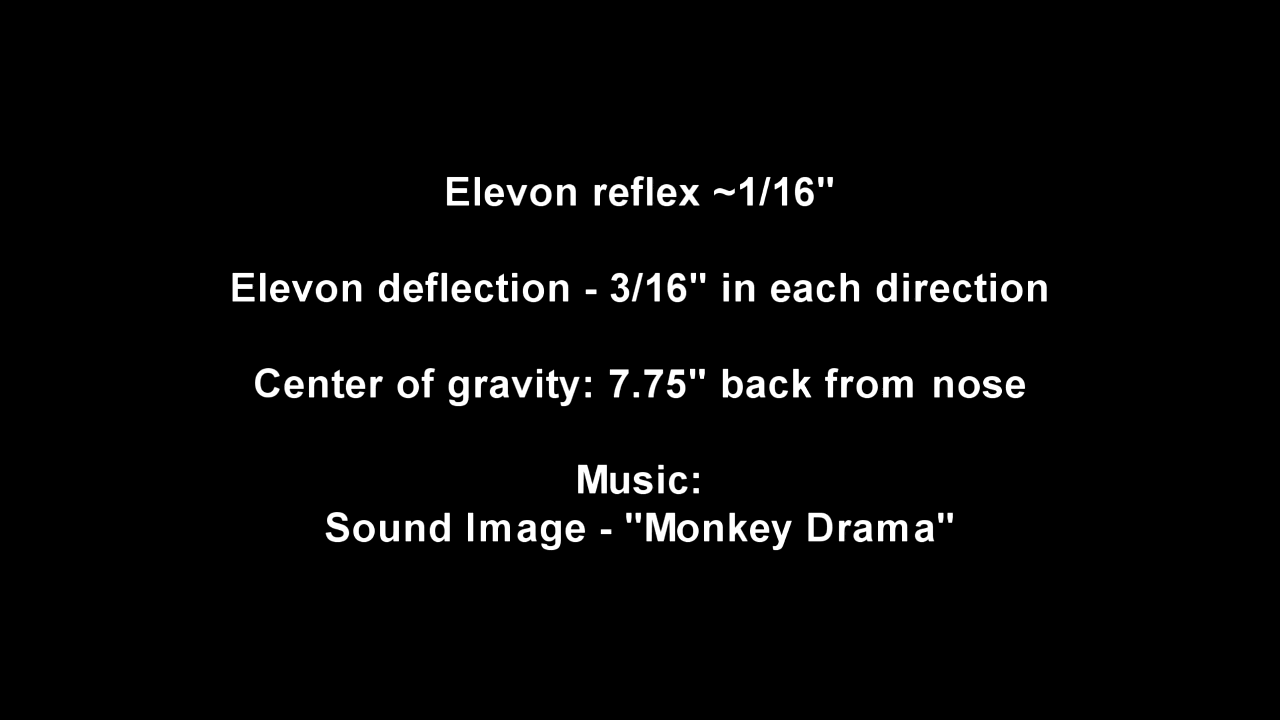 Elevon reflex ~1/16"
Elevon deflection - 3/16" in each direction
Center of gravity: 7.75" back from nose
Music:
Sound Image - "Monkey Drama"